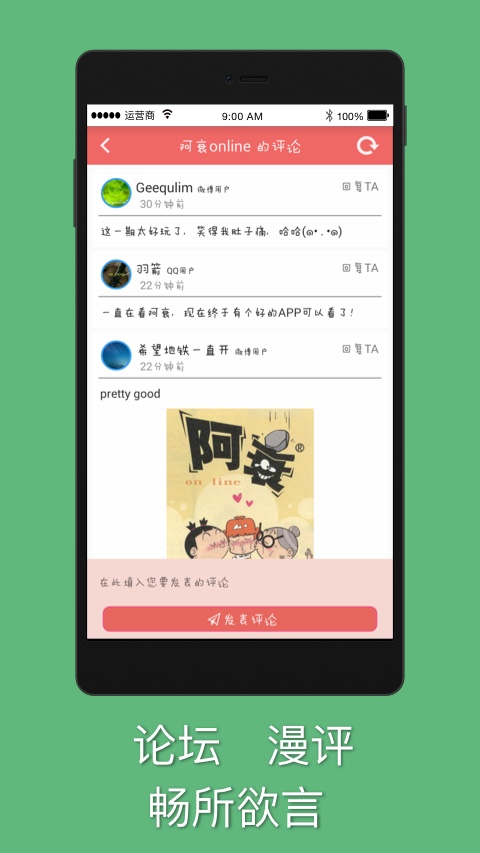 运营商
9:00 AM
100%
阿衰online 的评论
Geequlim 微博用户
回复TA
30分钟前
这一期太好玩了，笑得我肚子痛，哈哈(๑•.•๑)
羽箭 QQ用户
回复TA
22分钟前
一直在看阿衰，现在终于有个好的APP可以看了！
希望地铁一直开 微博用户
回复TA
22分钟前
pretty good
阿衰®
on line
在此填入您要发表的评论
发表评论
论坛 漫评
畅所欲言